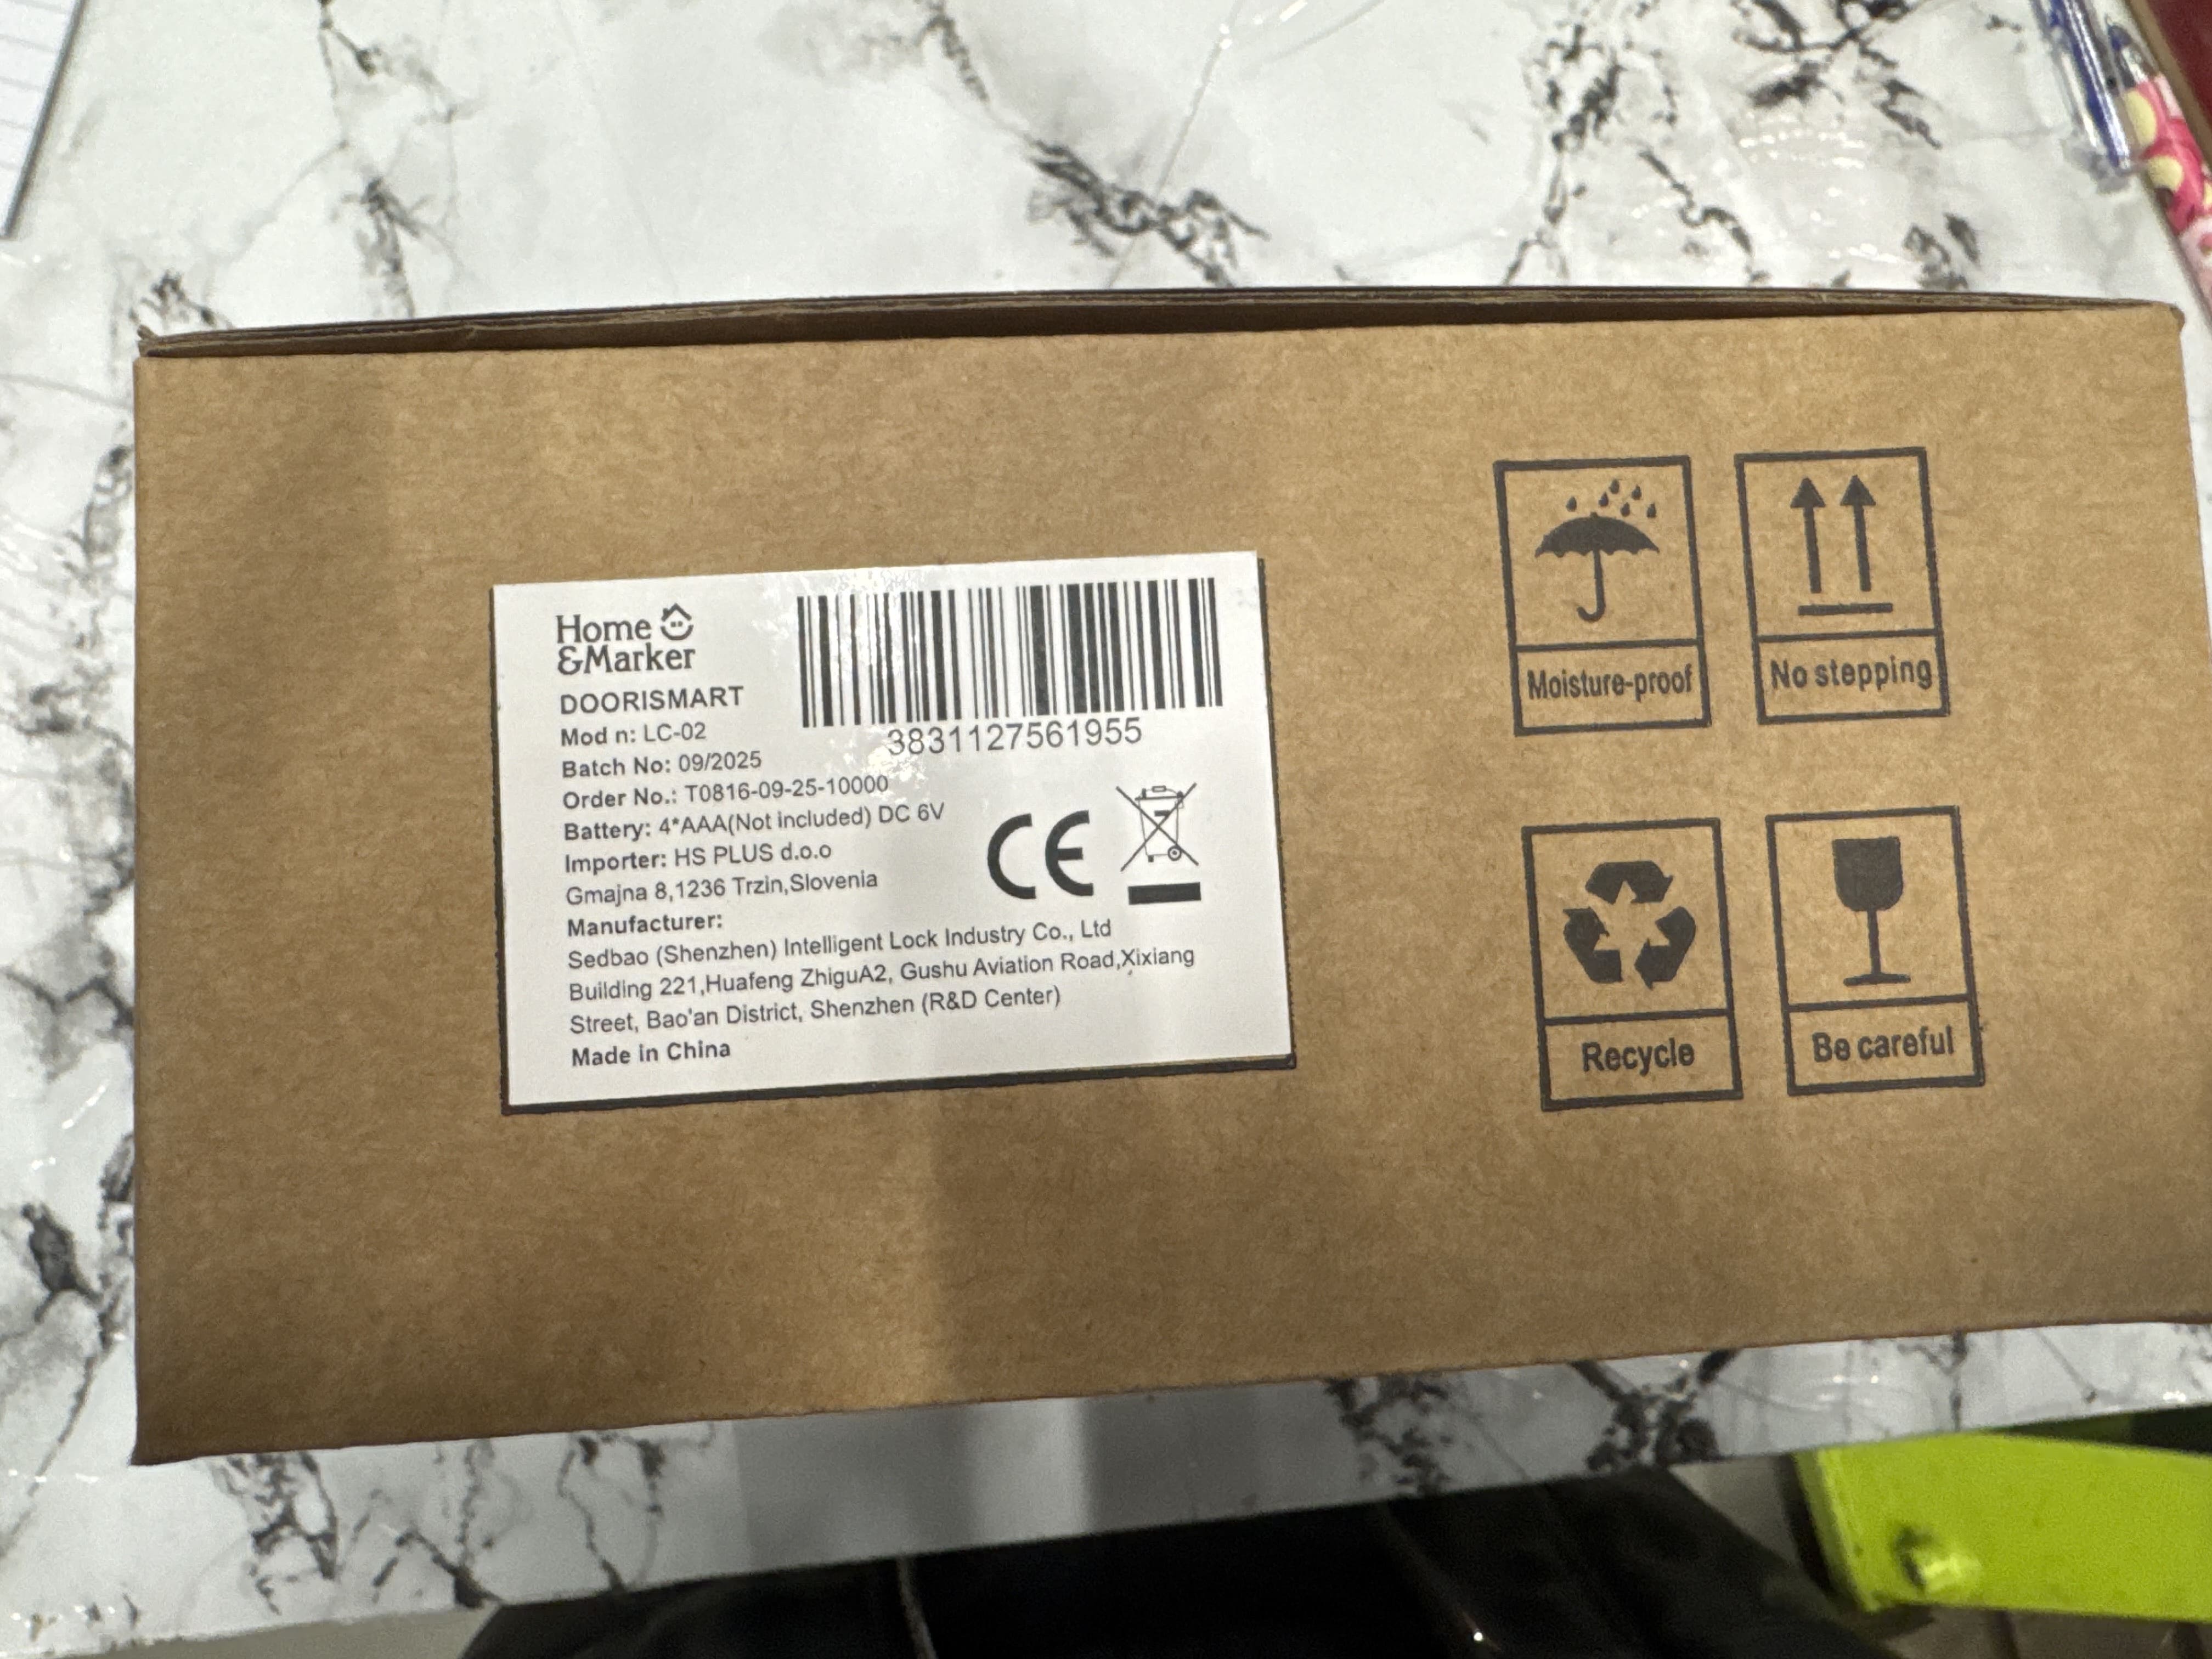 Home
&Marker
DOORISMART
Mod n: LC-02
Batch No: 09/2025
Order No.: T0816-09-25-10000
Battery: 4*AAA(Not included) DC 6V
Importer: HS PLUS d.o.o
Gmajna 8,1236 Trzin,Slovenia
Manufacturer:
Sedbao (Shenzhen) Intelligent Lock Industry Co., Ltd
Building 221,Huafeng ZhiguA2, Gushu Aviation Road,Xixiang
Street, Bao'an District, Shenzhen (R&D Center)
Made in China
3831127561955
CE
Moisture-proof
No stepping
Recycle
Be careful